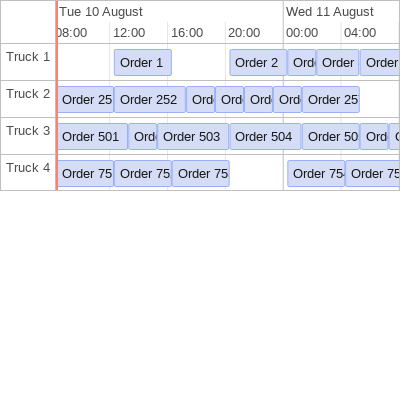 Tue 10 August Wed 11 August
08:00 12:00 16:00 20:00 00:00 04:00
Truck 1 Order 1 Order 2 Ord Order Order
Truck 2 Order 25 Order 252 Ord Ord Ord Ord Order 25
Truck 3 Order 501 Ord Order 503 Order 504 Order 50 Ord
Truck 4 Order 75 Order 75 Order 75 Order 754 Order 75